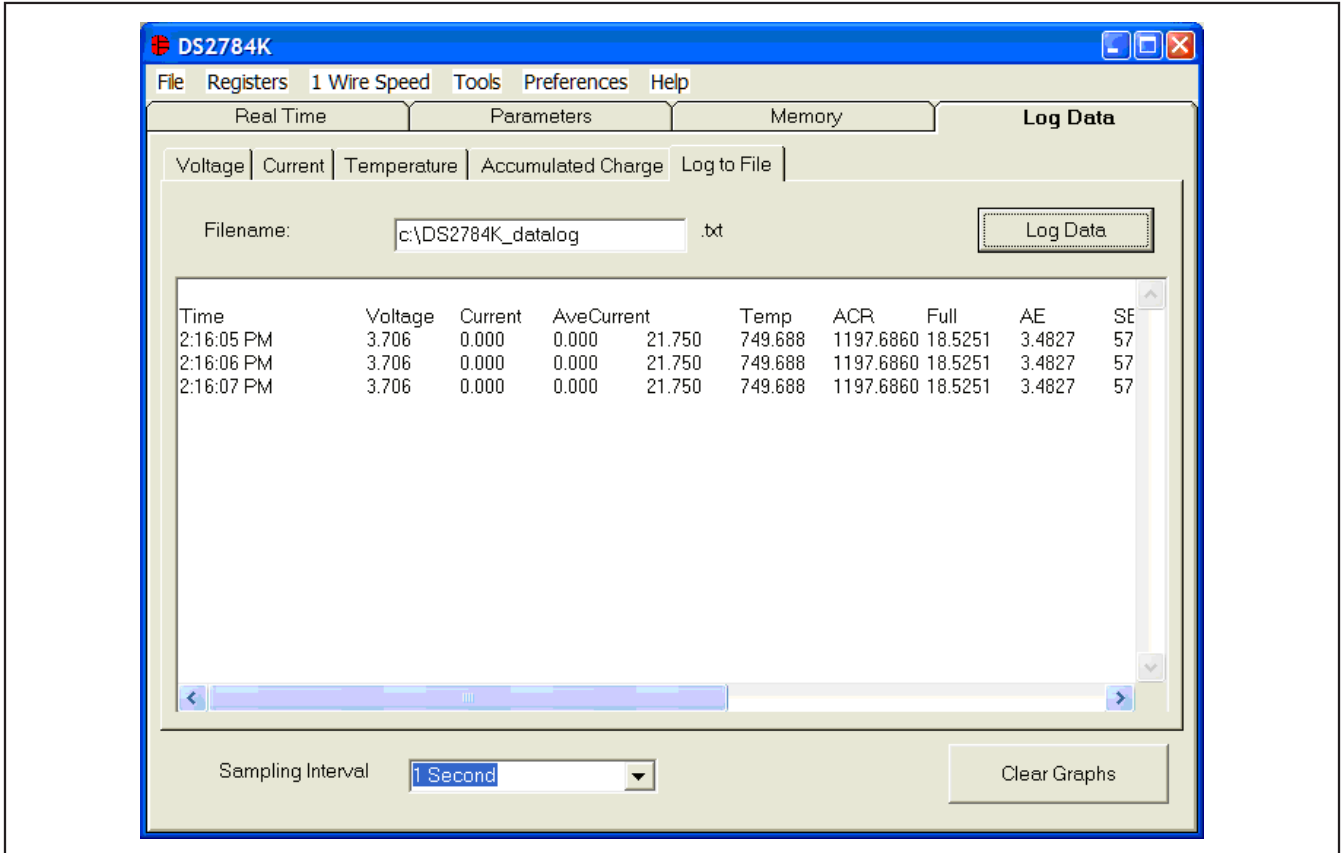 DS2784K
File Registers 1 Wire Speed Tools Preferences Help
Real Time Parameters Memory Log Data
Voltage Current Temperature Accumulated Charge Log to File
Filename: c:\DS2784K_datalog .txt Log Data
Time Voltage Current AveCurrent Temp ACR Full AE SE
2:16:05 PM 3.706 0.000 0.000 21.750 749.688 1197.6860 18.5251 3.4827 57
2:16:06 PM 3.706 0.000 0.000 21.750 749.688 1197.6860 18.5251 3.4827 57
2:16:07 PM 3.706 0.000 0.000 21.750 749.688 1197.6860 18.5251 3.4827 57
Sampling Interval 1 Second Clear Graphs